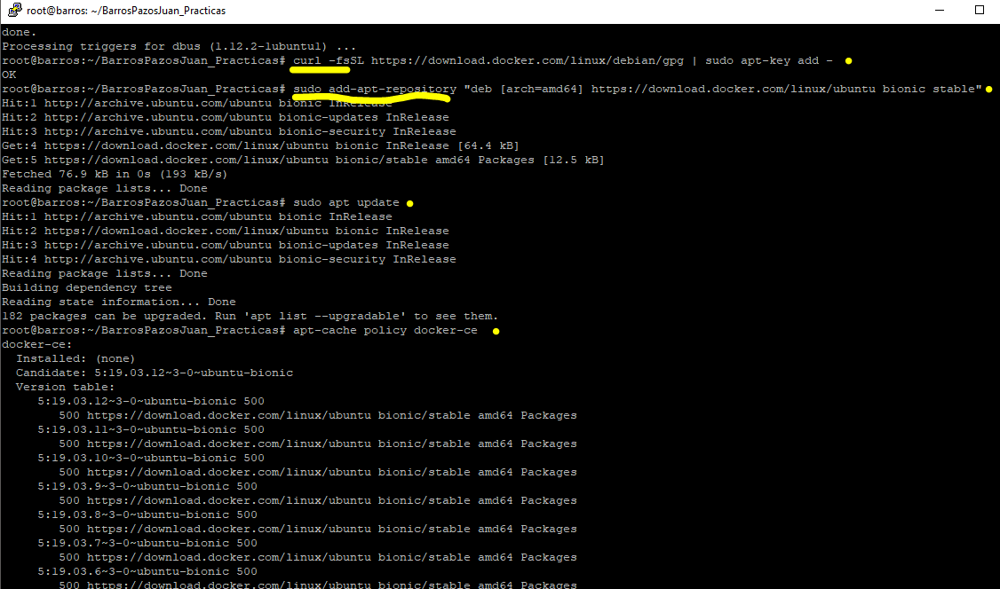 root@barros: ~/BarrosPazosJuan_Practicas
done.
Processing triggers for dbus (1.12.2-1ubuntu1) ...
root@barros:~/BarrosPazosJuan_Practicas# curl -fsSL https://download.docker.com/linux/debian/gpg | sudo apt-key add -
OK
root@barros:~/BarrosPazosJuan_Practicas# sudo add-apt-repository "deb [arch=amd64] https://download.docker.com/linux/ubuntu bionic stable"
Hit:1 http://archive.ubuntu.com/ubuntu bionic InRelease
Hit:2 http://archive.ubuntu.com/ubuntu bionic-updates InRelease
Hit:3 http://archive.ubuntu.com/ubuntu bionic-security InRelease
Get:4 https://download.docker.com/linux/ubuntu bionic InRelease [64.4 kB]
Get:5 https://download.docker.com/linux/ubuntu bionic/stable amd64 Packages [12.5 kB]
Fetched 76.9 kB in 0s (193 kB/s)
Reading package lists... Done
root@barros:~/BarrosPazosJuan_Practicas# sudo apt update
Hit:1 http://archive.ubuntu.com/ubuntu bionic InRelease
Hit:2 https://download.docker.com/linux/ubuntu bionic InRelease
Hit:3 http://archive.ubuntu.com/ubuntu bionic-updates InRelease
Hit:4 http://archive.ubuntu.com/ubuntu bionic-security InRelease
Reading package lists... Done
Building dependency tree
Reading state information... Done
182 packages can be upgraded. Run 'apt list --upgradable' to see them.
root@barros:~/BarrosPazosJuan_Practicas# apt-cache policy docker-ce
docker-ce:
  Installed: (none)
  Candidate: 5:19.03.12~3-0~ubuntu-bionic
  Version table:
     5:19.03.12~3-0~ubuntu-bionic 500
        500 https://download.docker.com/linux/ubuntu bionic/stable amd64 Packages
     5:19.03.11~3-0~ubuntu-bionic 500
        500 https://download.docker.com/linux/ubuntu bionic/stable amd64 Packages
     5:19.03.10~3-0~ubuntu-bionic 500
        500 https://download.docker.com/linux/ubuntu bionic/stable amd64 Packages
     5:19.03.9~3-0~ubuntu-bionic 500
        500 https://download.docker.com/linux/ubuntu bionic/stable amd64 Packages
     5:19.03.8~3-0~ubuntu-bionic 500
        500 https://download.docker.com/linux/ubuntu bionic/stable amd64 Packages
     5:19.03.7~3-0~ubuntu-bionic 500
        500 https://download.docker.com/linux/ubuntu bionic/stable amd64 Packages
     5:19.03.6~3-0~ubuntu-bionic 500
        500 https://download.docker.com/linux/ubuntu bionic/stable amd64 Packages